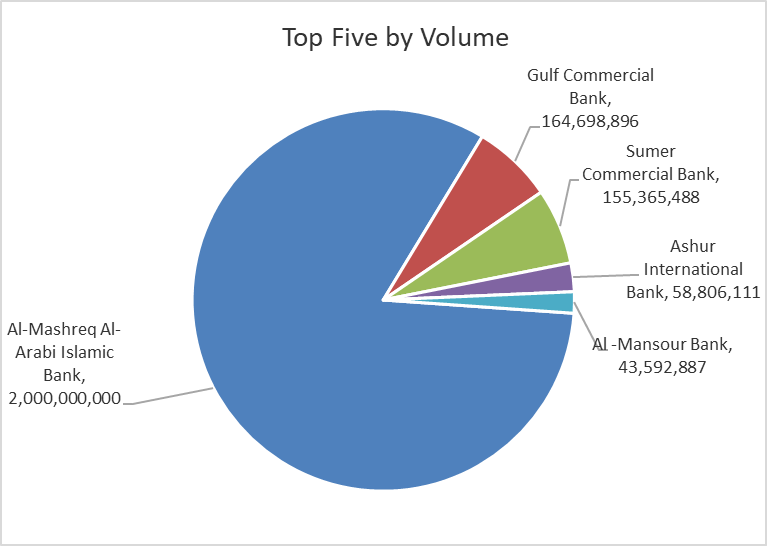 Top Five by Volume
Gulf Commercial
Bank,
164,698,896
Sumer
Commercial Bank,
155,365,488
Ashur
International
Bank, 58,806,111
Al -Mansour Bank,
43,592,887
Al-Mashreq Al-
Arabi Islamic
Bank,
2,000,000,000